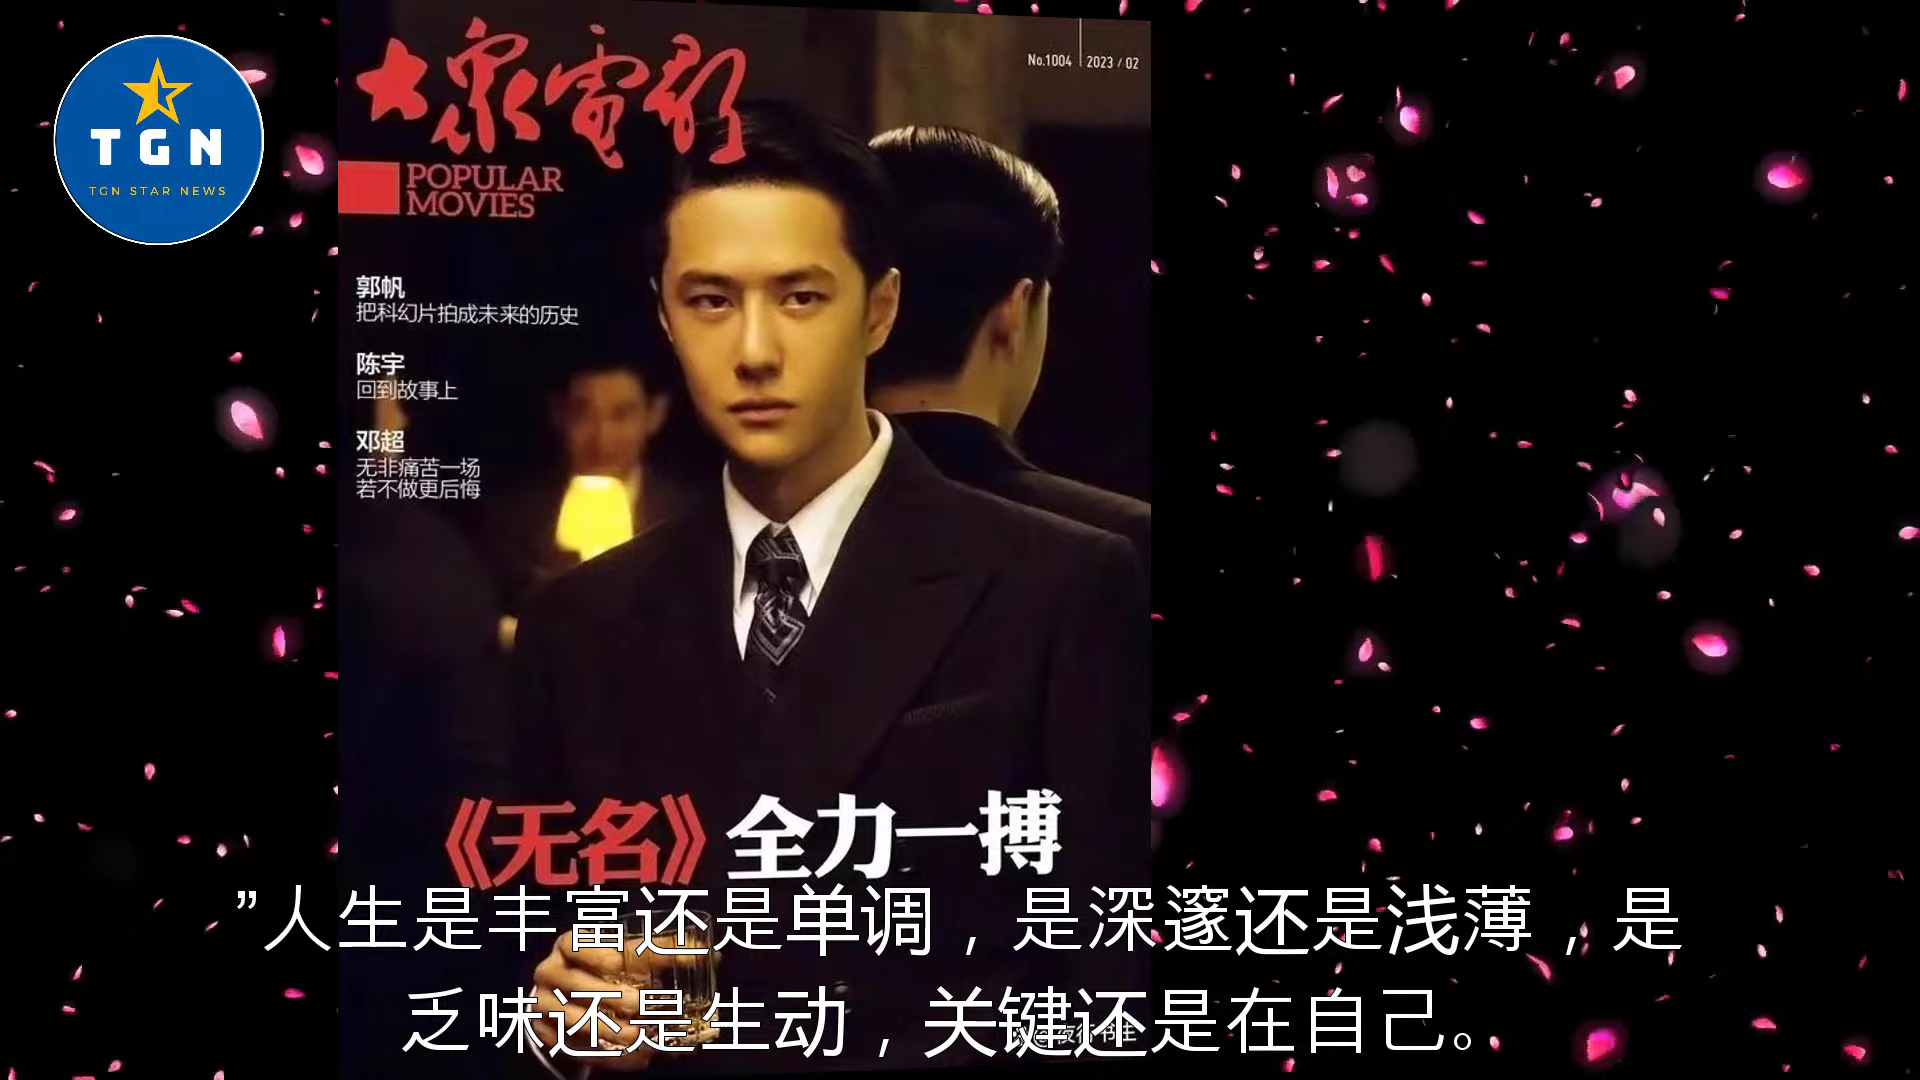 TGN
TGN STAR NEWS
大眾電影
POPULAR
MOVIES
No.1004 2023 / 02
郭帆
把科幻片拍成未来的历史
陈宇
回到故事上
邓超
无非痛苦一场
若不做更后悔
《无名》全力一搏
”人生是丰富还是单调，是深邃还是浅薄，是
乏味还是生动，关键还是在自己。